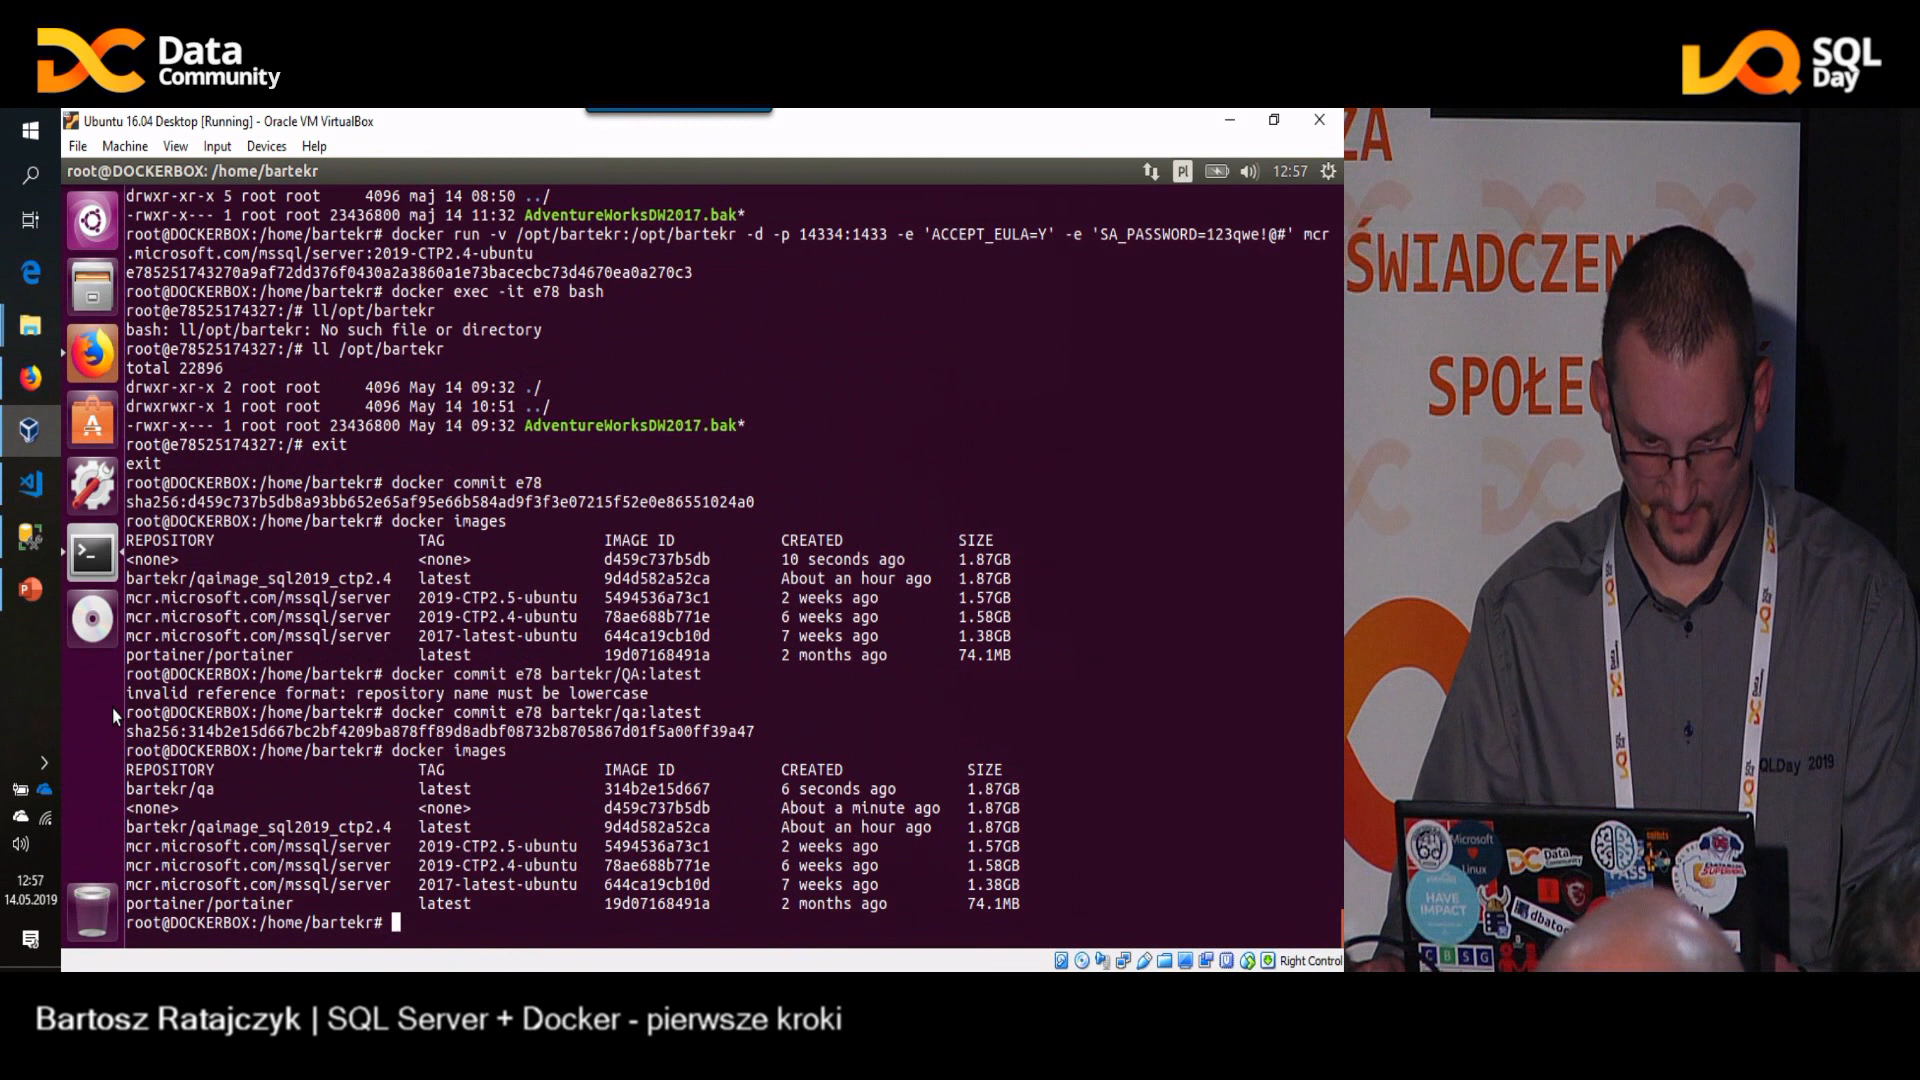 Data
Community
SQL
Day
Ubuntu 16.04 Desktop [Running] - Oracle VM VirtualBox
File Machine View Input Devices Help
root@DOCKERBOX: /home/bartekr
Pl
12:57
drwxr-xr-x 5 root root     4096 maj 14 08:50 ../
-rwxr-x--- 1 root root 23436800 maj 14 11:32 AdventureWorksDW2017.bak*
root@DOCKERBOX:/home/bartekr# docker run -v /opt/bartekr:/opt/bartekr -d -p 14334:1433 -e 'ACCEPT_EULA=Y' -e 'SA_PASSWORD=123qwe!@#' mcr
.microsoft.com/mssql/server:2019-CTP2.4-ubuntu
e785251743270a9af72dd376f0430a2a3860a1e73bacecbc73d4670ea0a270c3
root@DOCKERBOX:/home/bartekr# docker exec -it e78 bash
root@e78525174327:/# ll/opt/bartekr
bash: ll/opt/bartekr: No such file or directory
root@e78525174327:/# ll /opt/bartekr
total 22896
drwxr-xr-x 2 root root     4096 May 14 09:32 ./
drwxrwxr-x 1 root root     4096 May 14 10:51 ../
-rwxr-x--- 1 root root 23436800 May 14 09:32 AdventureWorksDW2017.bak*
root@e78525174327:/# exit
exit
root@DOCKERBOX:/home/bartekr# docker commit e78
sha256:d459c737b5db8a93bb652e65af95e66b584ad9f3f3e07215f52e0e86551024a0
root@DOCKERBOX:/home/bartekr# docker images
REPOSITORY TAG IMAGE ID CREATED SIZE
<none> <none> d459c737b5db 10 seconds ago 1.87GB
bartekr/qaimage_sql2019_ctp2.4 latest 9d4d582a52ca About an hour ago 1.87GB
mcr.microsoft.com/mssql/server 2019-CTP2.5-ubuntu 5494536a73c1 2 weeks ago 1.57GB
mcr.microsoft.com/mssql/server 2019-CTP2.4-ubuntu 78ae688b771e 6 weeks ago 1.58GB
mcr.microsoft.com/mssql/server 2017-latest-ubuntu 644ca19cb10d 7 weeks ago 1.38GB
portainer/portainer latest 19d07168491a 2 months ago 74.1MB
root@DOCKERBOX:/home/bartekr# docker commit e78 bartekr/QA:latest
invalid reference format: repository name must be lowercase
root@DOCKERBOX:/home/bartekr# docker commit e78 bartekr/qa:latest
sha256:314b2e15d667bc2bf4209ba878ff89d8adbf08732b8705867d01f5a00ff39a47
root@DOCKERBOX:/home/bartekr# docker images
REPOSITORY TAG IMAGE ID CREATED SIZE
bartekr/qa latest 314b2e15d667 6 seconds ago 1.87GB
<none> <none> d459c737b5db About a minute ago 1.87GB
bartekr/qaimage_sql2019_ctp2.4 latest 9d4d582a52ca About an hour ago 1.87GB
mcr.microsoft.com/mssql/server 2019-CTP2.5-ubuntu 5494536a73c1 2 weeks ago 1.57GB
mcr.microsoft.com/mssql/server 2019-CTP2.4-ubuntu 78ae688b771e 6 weeks ago 1.58GB
mcr.microsoft.com/mssql/server 2017-latest-ubuntu 644ca19cb10d 7 weeks ago 1.38GB
portainer/portainer latest 19d07168491a 2 months ago 74.1MB
root@DOCKERBOX:/home/bartekr#
Right Control
12:57
14.05.2019
ZA
ŚWIADCZEN
SPOŁE
QLDay 2019
Microsoft
Linux
Data
Community
PASS
HAVE
IMPACT
dbatoo
C B S G
Bartosz Ratajczyk | SQL Server + Docker - pierwsze kroki